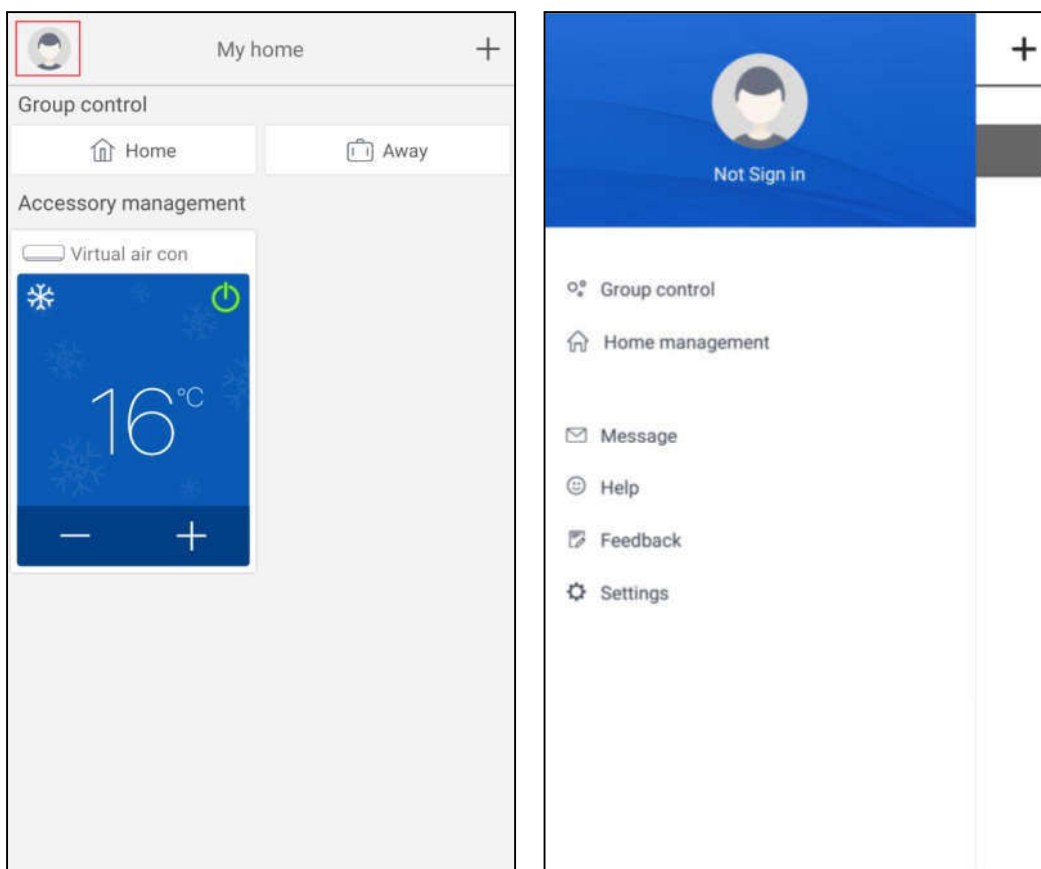 My home
Group control
Home
Away
Accessory management
Virtual air con
16°C
Not Sign in
Group control
Home management
Message
Help
Feedback
Settings